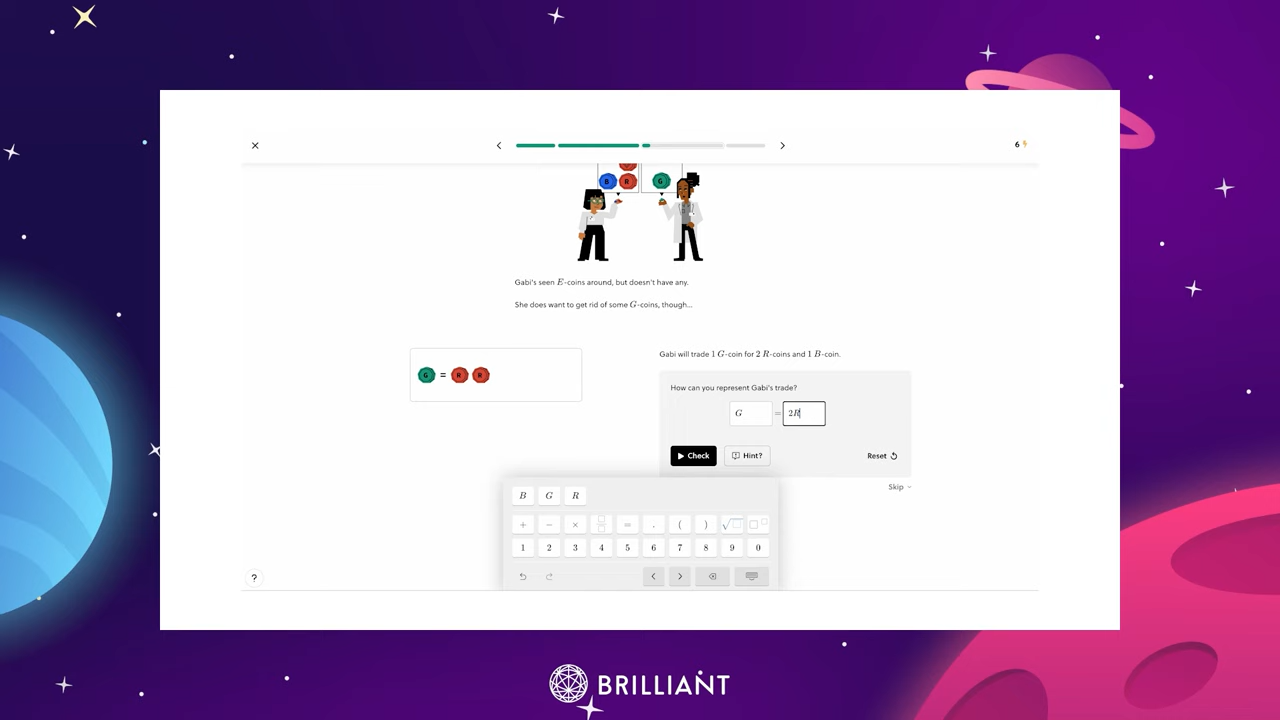 6
B R G
Gabi's seen E-coins around, but doesn't have any.
She does want to get rid of some G-coins, though...
G = R R
Gabi will trade 1 G-coin for 2 R-coins and 1 B-coin.
How can you represent Gabi's trade?
G = 2R
Check Hint? Reset
Skip
B G R
+ − × = . ( ) √
1 2 3 4 5 6 7 8 9 0
?
BRILLIANT